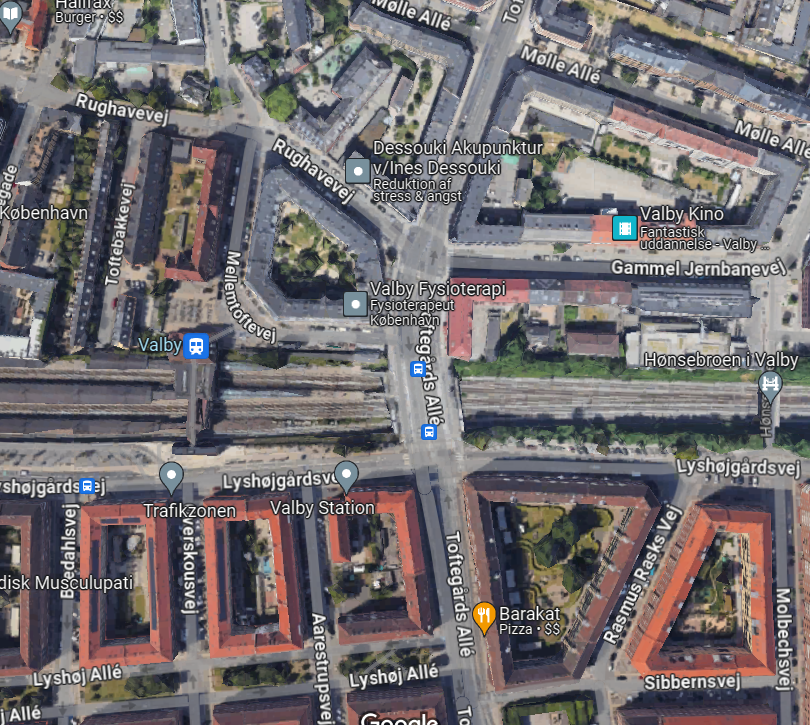 Halifax
Burger • $$
Mølle Allé
Mølle Allé
Mølle Allé
Rughavevej
Rughavevej
Dessouki Akupunktur
v/Ines Dessouki
Reduktion af
stress & angst
København
Toftebakkevej
Mellemtoftevej
Valby Kino
Fantastisk
uddannelse - Valby ...
Gammel Jernbanevej
Valby Fysioterapi
Fysioterapeut
København
Valby
Toftegårds Allé
Hønsebroen i Valby
Lyshøjgårdsvej
Lyshøjgårdsvej
Trafikzonen
Valby Station
Toftegårds Allé
Rasmus Rasks Vej
Barakat
Pizza • $$
Aarestrupsvej
Molbechsvej
Lyshøj Allé
Lyshøj Allé
Sibbernsvej
Google